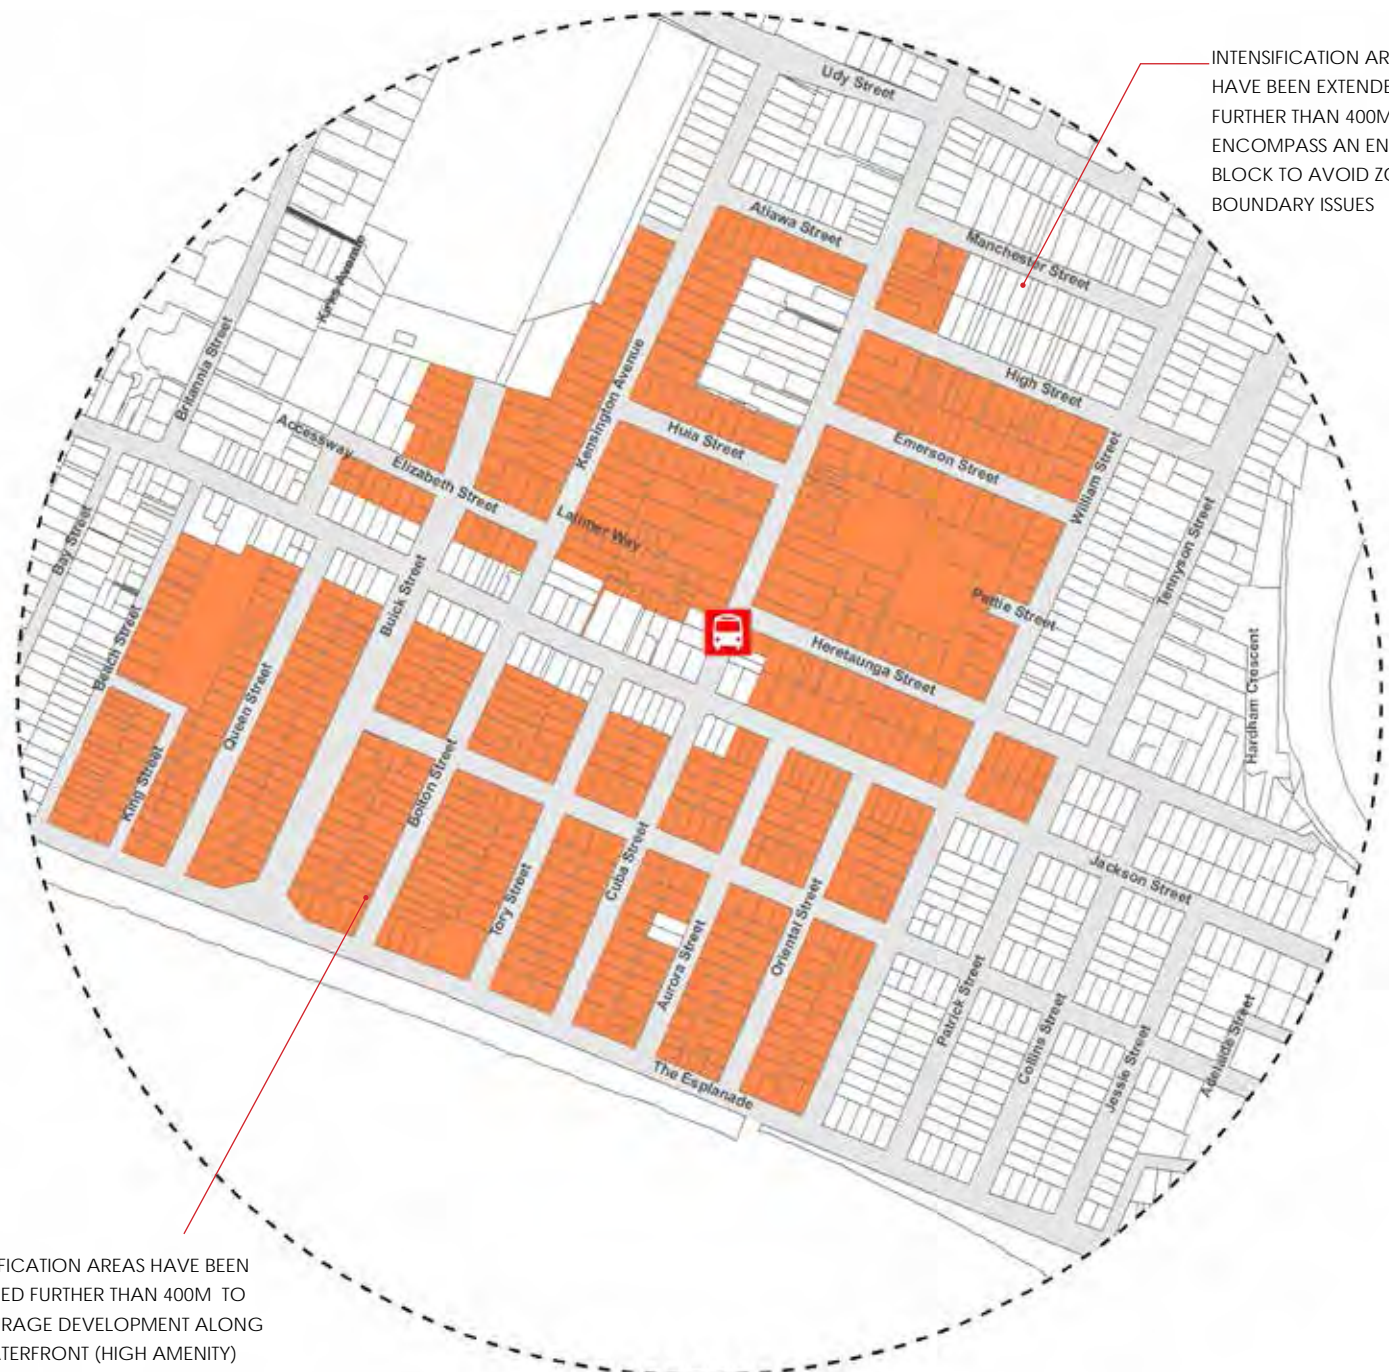 INTENSIFICATION AR
HAVE BEEN EXTENDE
FURTHER THAN 400M
ENCOMPASS AN EN
BLOCK TO AVOID ZO
BOUNDARY ISSUES
Udy Street
Atiawa Street
Manchester Street
Kirks Avenue
Britannia Street
Kensington Avenue
High Street
Huia Street
Emerson Street
William Street
Accessway
Elizabeth Street
Latimer Way
Bay Street
Buick Street
Tennyson Street
Pettie Street
Beach Street
Heretaunga Street
Hardham Crescent
Queen Street
King Street
Bolton Street
Cuba Street
Tory Street
Jackson Street
Oriental Street
Aurora Street
Patrick Street
Collins Street
Jessie Street
Adelaide Street
The Esplanade
FICATION AREAS HAVE BEEN
ED FURTHER THAN 400M TO
RAGE DEVELOPMENT ALONG
TERFRONT (HIGH AMENITY)